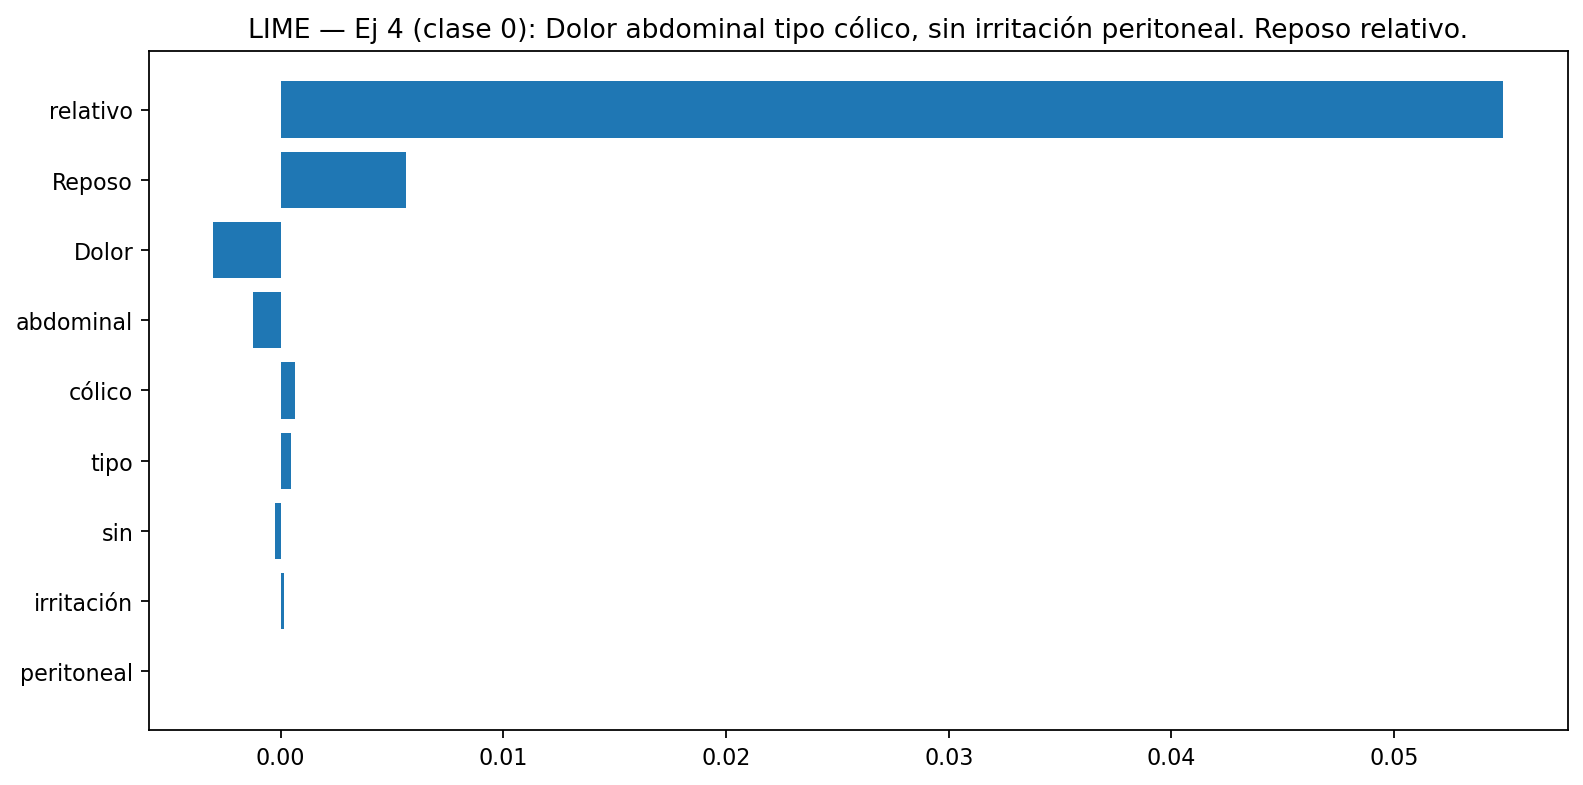 LIME — Ej 4 (clase 0): Dolor abdominal tipo cólico, sin irritación peritoneal. Reposo relativo.
relativo
Reposo
Dolor
abdominal
cólico
tipo
sin
irritación
peritoneal
0.00 0.01 0.02 0.03 0.04 0.05